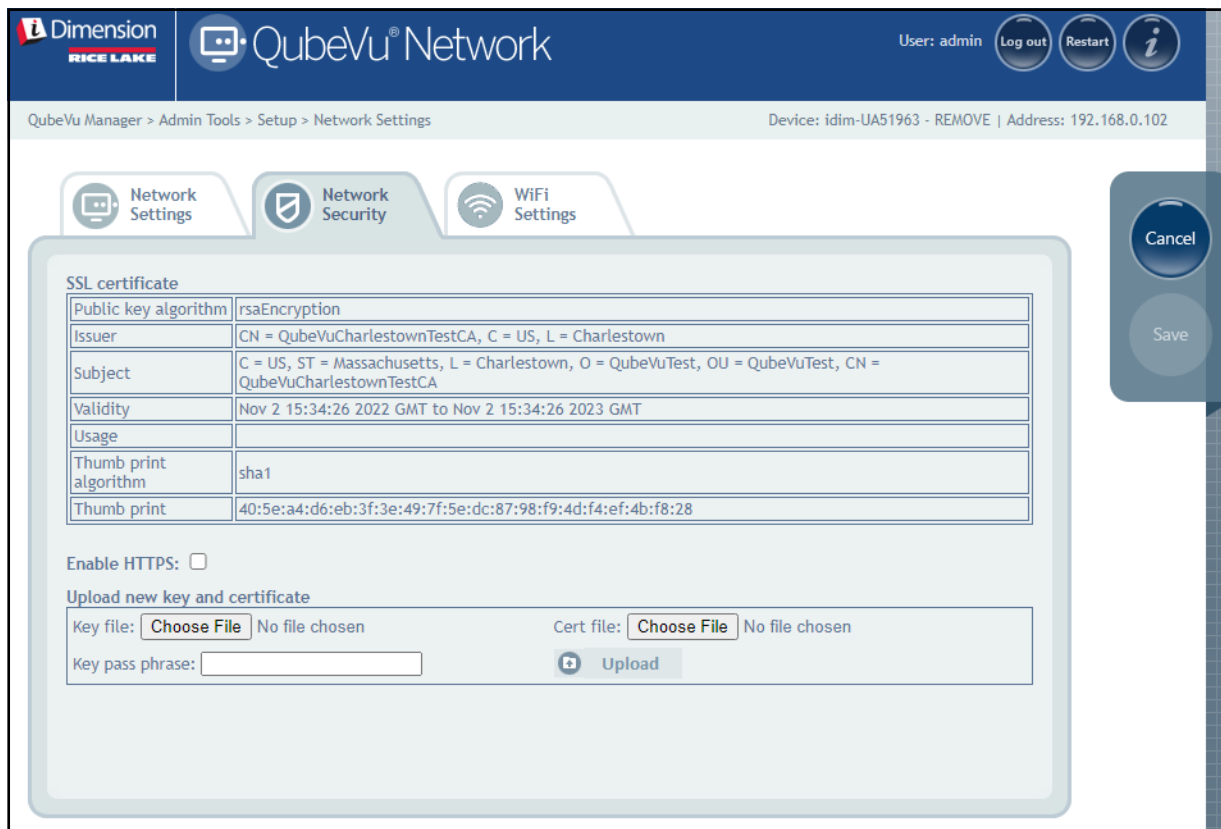 iDimension
RICE LAKE
QubeVu® Network
User: admin
Log out
Restart
i
QubeVu Manager > Admin Tools > Setup > Network Settings
Device: idim-UA51963 - REMOVE | Address: 192.168.0.102
Network
Settings
Network
Security
WiFi
Settings
Cancel
Save
SSL certificate
Public key algorithm rsaEncryption
Issuer CN = QubeVuCharlestownTestCA, C = US, L = Charlestown
Subject C = US, ST = Massachusetts, L = Charlestown, O = QubeVuTest, OU = QubeVuTest, CN =
QubeVuCharlestownTestCA
Validity Nov 2 15:34:26 2022 GMT to Nov 2 15:34:26 2023 GMT
Usage
Thumb print
algorithm sha1
Thumb print 40:5e:a4:d6:eb:3f:3e:49:7f:5e:dc:87:98:f9:4d:f4:ef:4b:f8:28
Enable HTTPS:
Upload new key and certificate
Key file: Choose File No file chosen Cert file: Choose File No file chosen
Key pass phrase: Upload